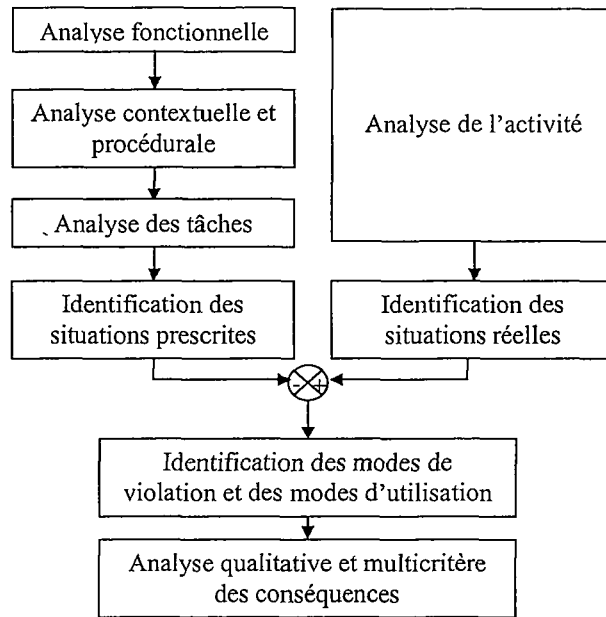 Analyse fonctionnelle
Analyse contextuelle et
procédurale
Analyse des tâches
Identification des
situations prescrites
Analyse de l'activité
Identification des
situations réelles
- +
Identification des modes de
violation et des modes d'utilisation
Analyse qualitative et multicritère
des conséquences